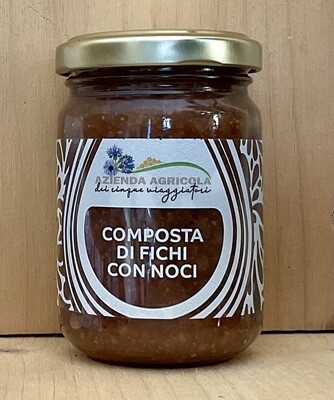 AZIENDA AGRICOLA
dei cinque viaggiatori
COMPOSTA
DI FICHI
CON NOCI